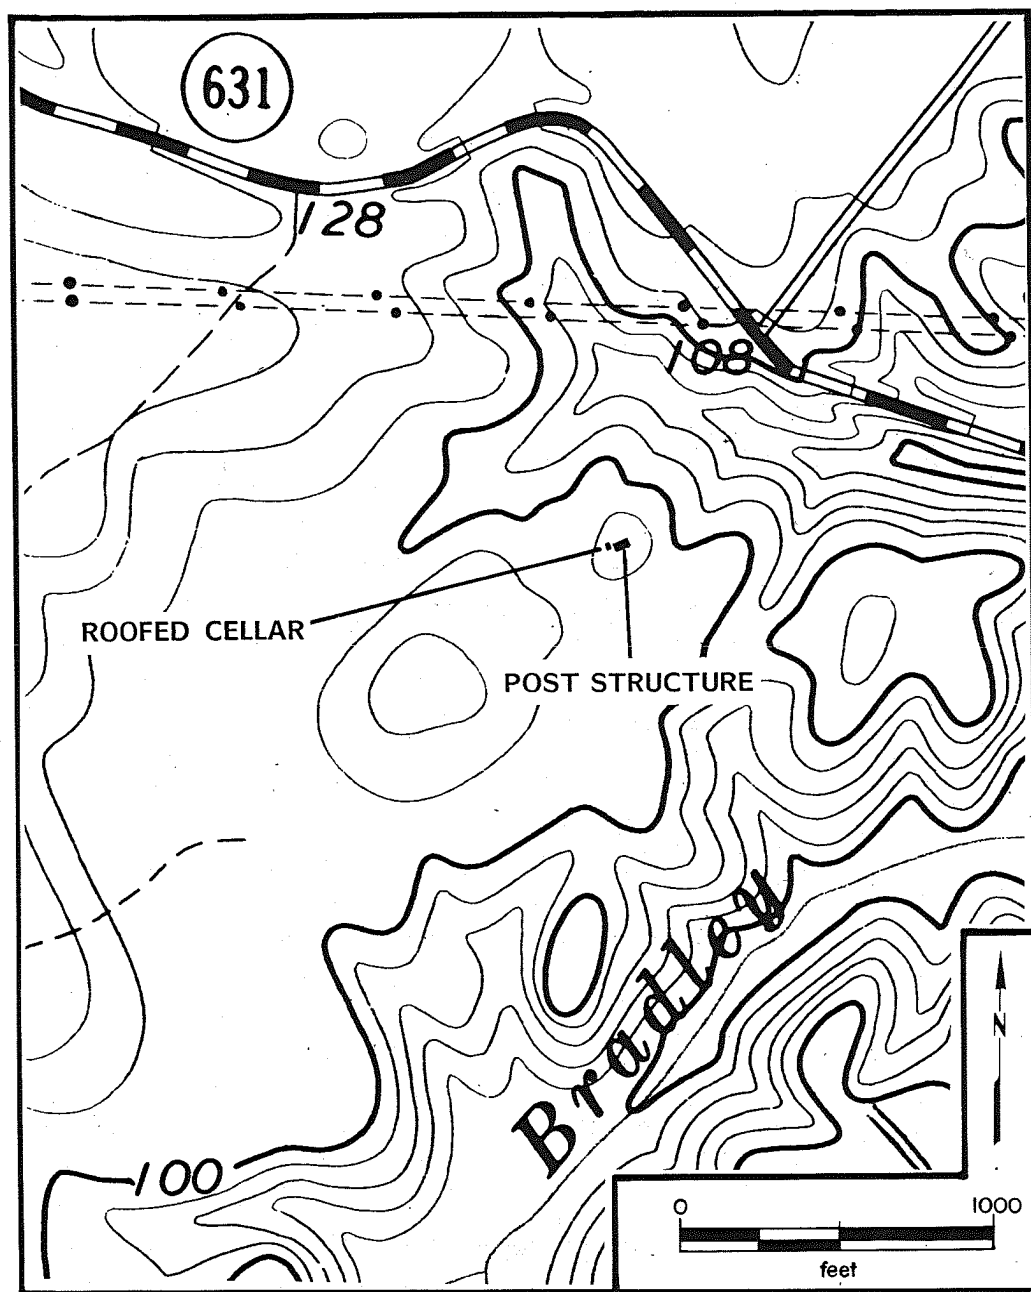 631
128
108
ROOFED CELLAR
POST STRUCTURE
Bradley
N
100
0 1000
feet